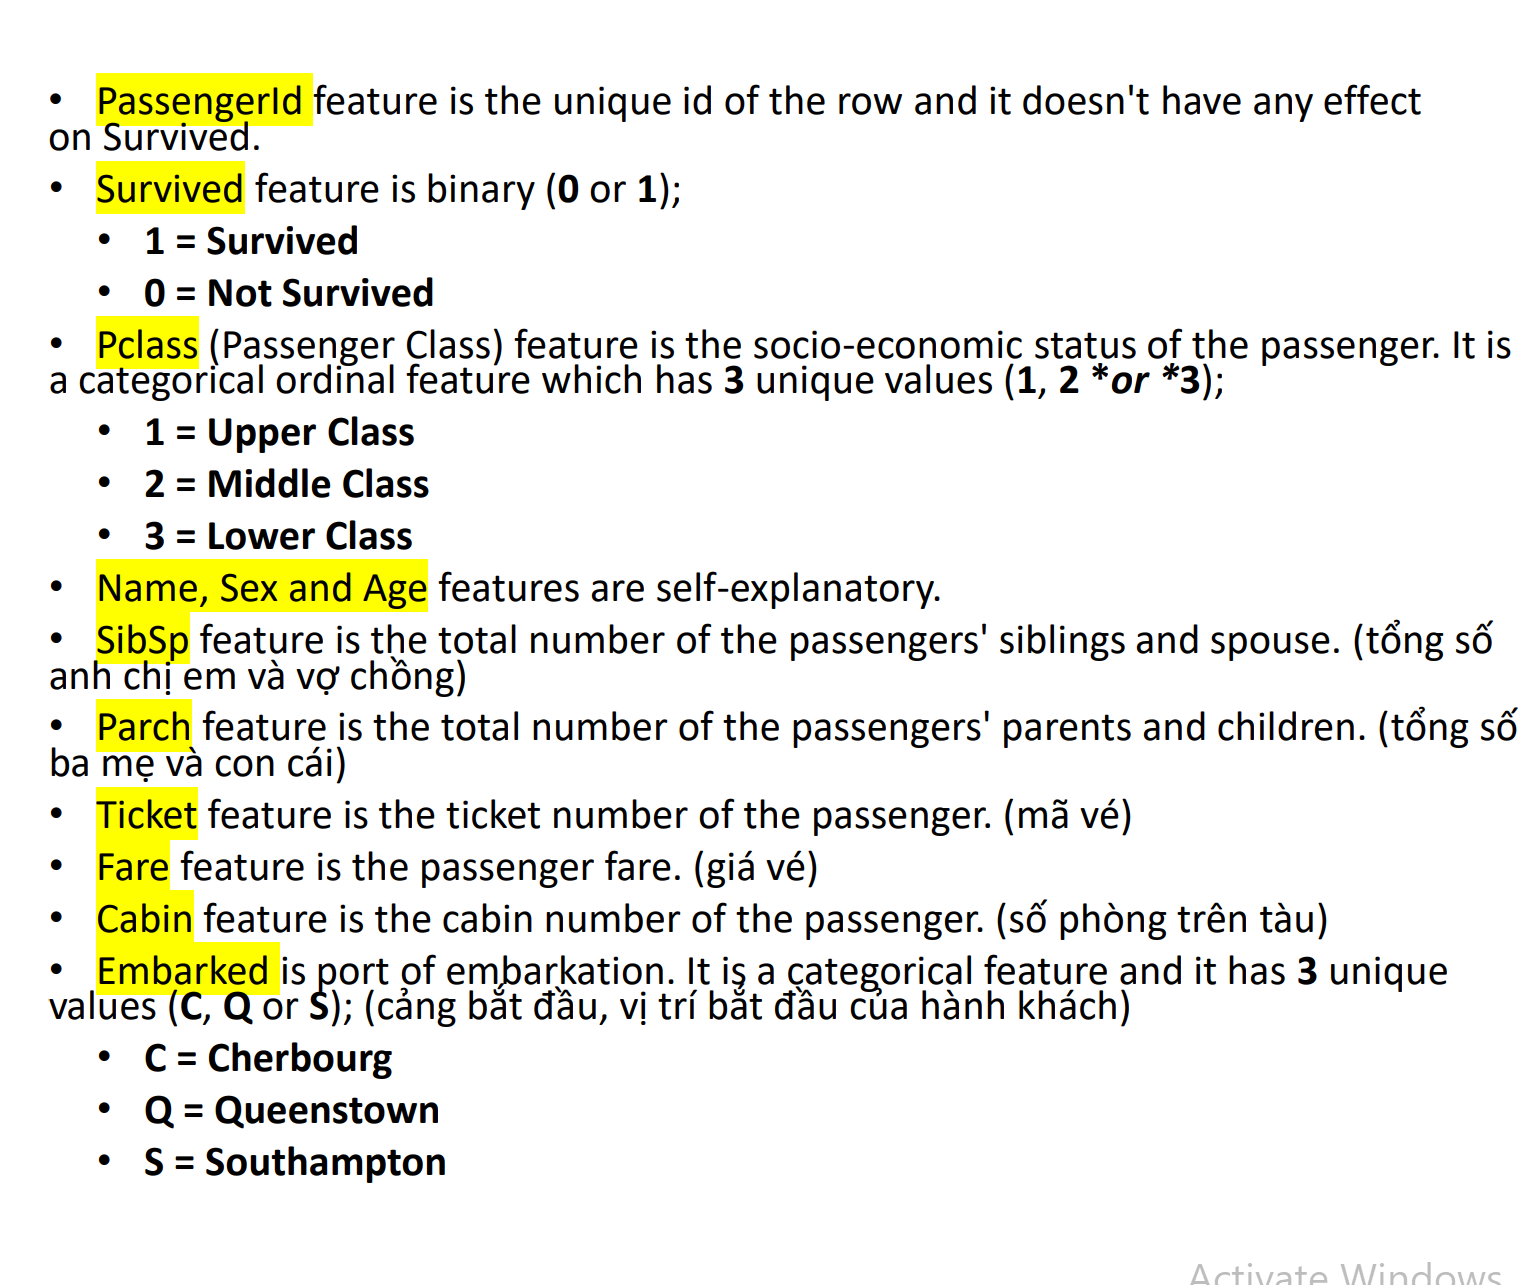 • PassengerId feature is the unique id of the row and it doesn't have any effect
on Survived.
• Survived feature is binary (0 or 1);
• 1 = Survived
• 0 = Not Survived
• Pclass (Passenger Class) feature is the socio-economic status of the passenger. It is
a categorical ordinal feature which has 3 unique values (1, 2 *or *3);
• 1 = Upper Class
• 2 = Middle Class
• 3 = Lower Class
• Name, Sex and Age features are self-explanatory.
• SibSp feature is the total number of the passengers' siblings and spouse. (tổng số
anh chị em và vợ chồng)
• Parch feature is the total number of the passengers' parents and children. (tổng số
ba mẹ và con cái)
• Ticket feature is the ticket number of the passenger. (mã vé)
• Fare feature is the passenger fare. (giá vé)
• Cabin feature is the cabin number of the passenger. (số phòng trên tàu)
• Embarked is port of embarkation. It is a categorical feature and it has 3 unique
values (C, Q or S); (cảng bắt đầu, vị trí bắt đầu của hành khách)
• C = Cherbourg
• Q = Queenstown
• S = Southampton
Activate Windows